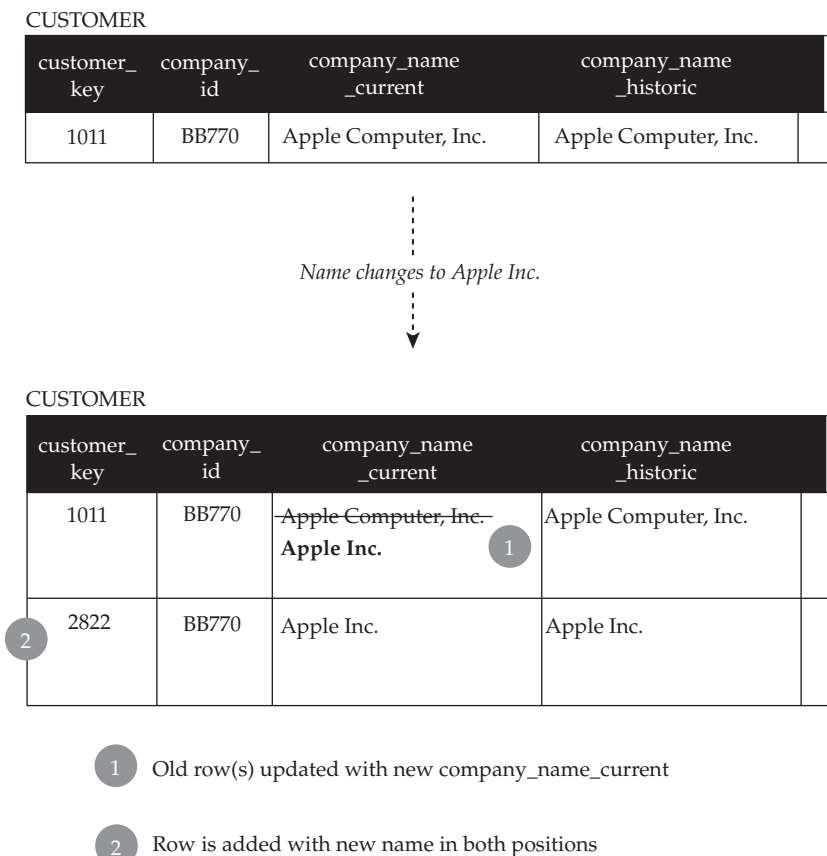 CUSTOMER
customer_ company_ company_name company_name
key id _current _historic
1011 BB770 Apple Computer, Inc. Apple Computer, Inc.
Name changes to Apple Inc.
CUSTOMER
customer_ company_ company_name company_name
key id _current _historic
1011 BB770 Apple Computer, Inc. Apple Computer, Inc.
Apple Inc. 1
2 2822 BB770 Apple Inc. Apple Inc.
1 Old row(s) updated with new company_name_current
2 Row is added with new name in both positions